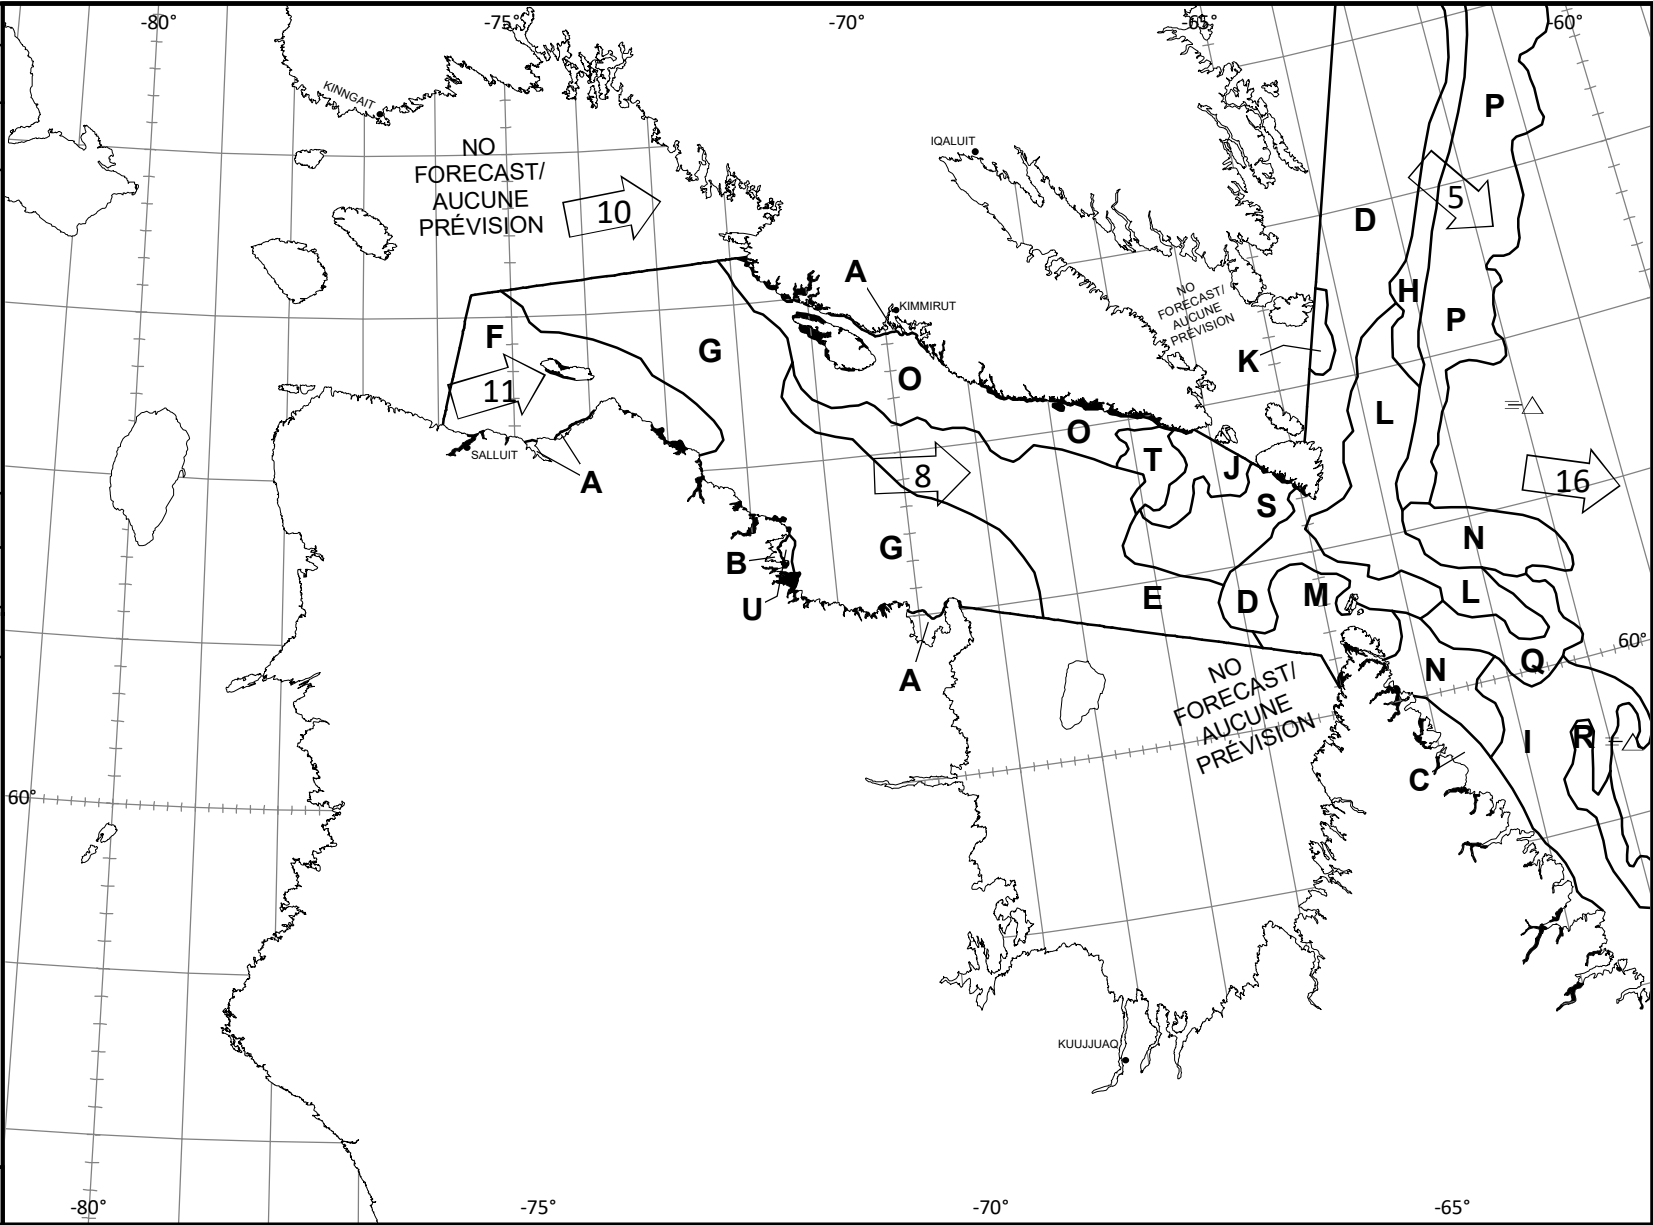 -80°
-75°
-70°
-65°
-60°
KINNGAIT
NO
FORECAST/
AUCUNE
PRÉVISION
10
IQALUIT
P
5
D
A
KIMMIRUT
NO
FORECAST/
AUCUNE
PRÉVISION
H
P
F
G
K
11
O
L
O
SALLUIT
A
8
T
J
S
16
B
G
N
U
E
D
M
L
A
N
Q
60°
NO
FORECAST/
AUCUNE
PRÉVISION
I
R
C
60°
KUUJJUAQ
-80°
-75°
-70°
-65°